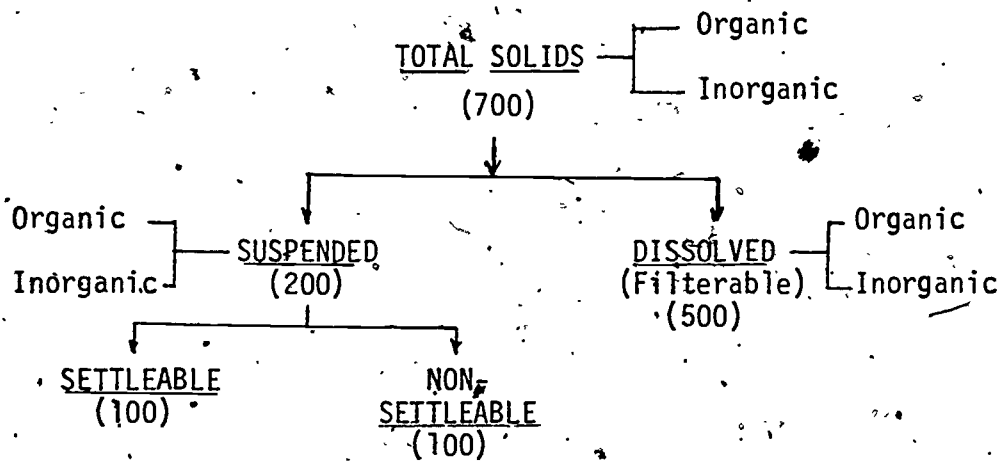 Organic
TOTAL SOLIDS
Inorganic
(700)
Organic
SUSPENDED
Inorganic
(200)
DISSOLVED
(Filterable)
(500)
Organic
Inorganic
SETTLEABLE
(100)
NON-
SETTLEABLE
(100)